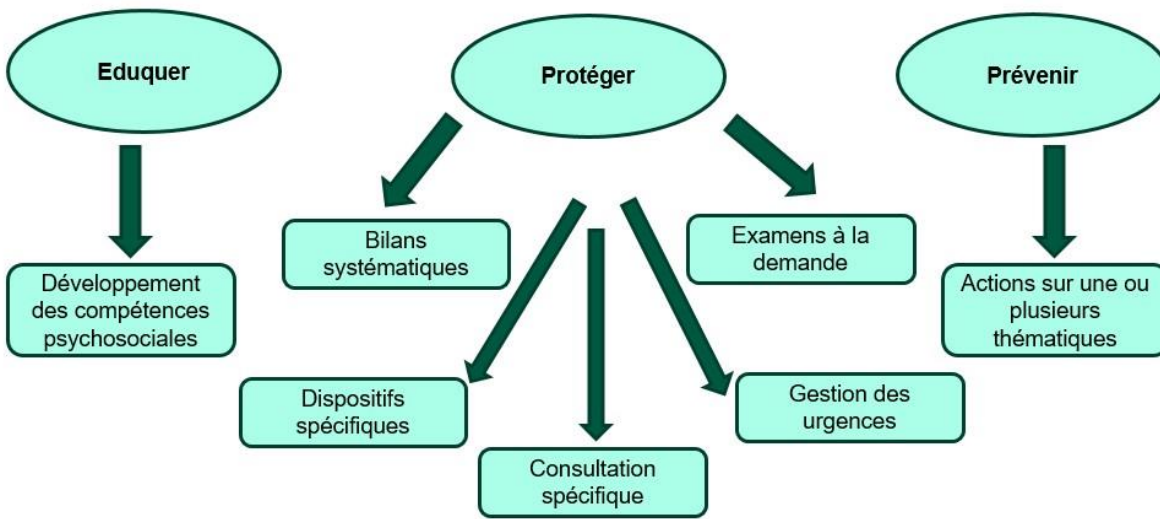 Eduquer
Protéger
Prévenir
Bilans
systématiques
Examens à la
demande
Développement
des compétences
psychosociales
Actions sur une ou
plusieurs
thématiques
Dispositifs
spécifiques
Gestion des
urgences
Consultation
spécifique